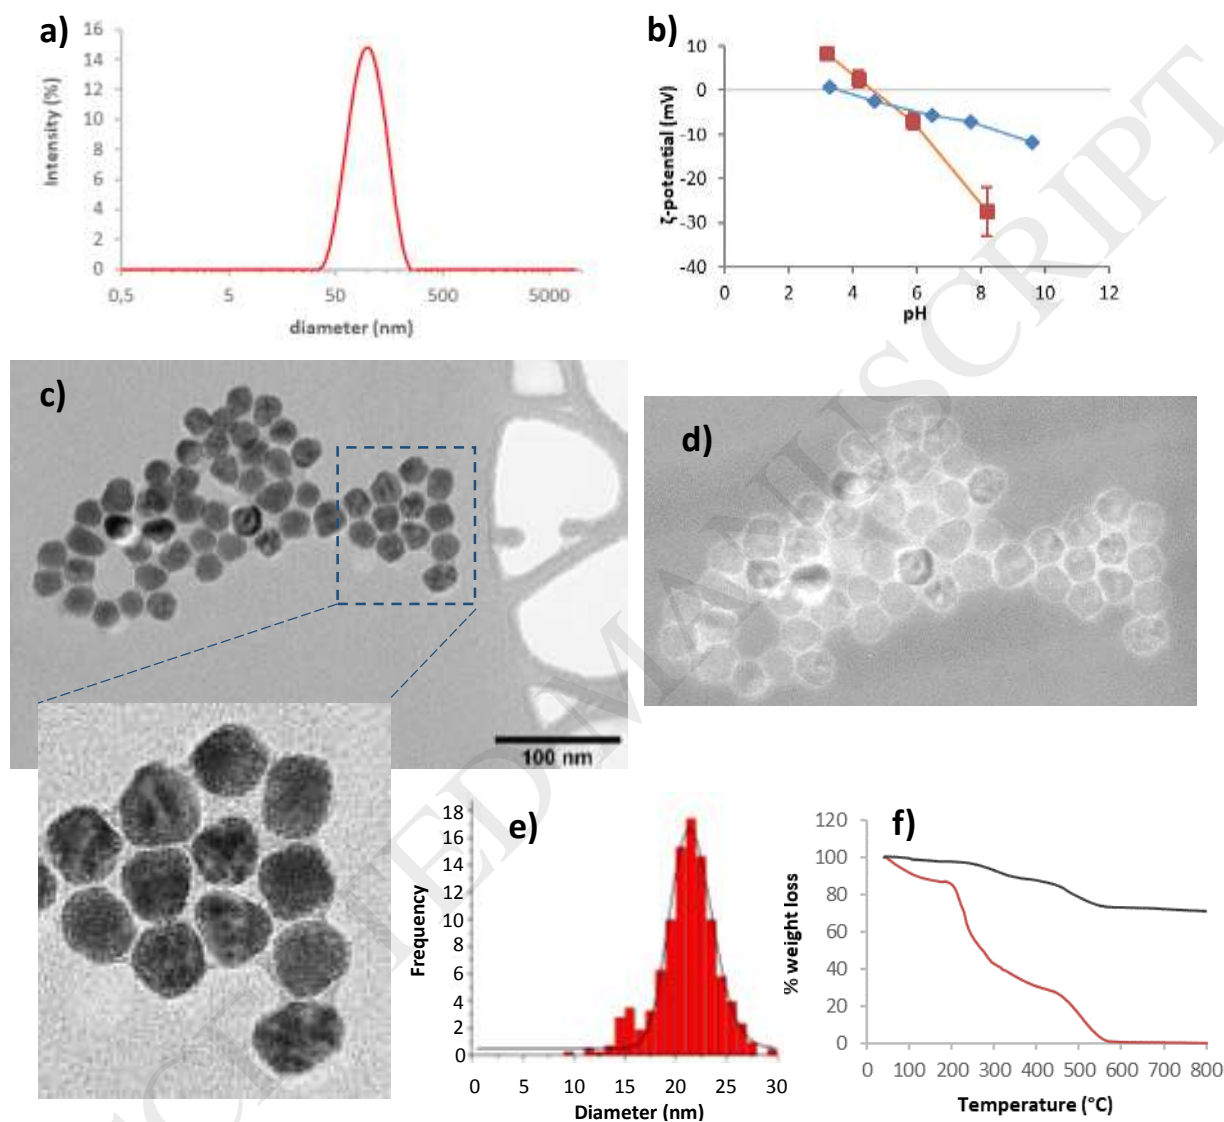 a)
16
14
12
10
8
6
4
2
0
Intensity (%)
0,5 5 50 500 5000
diameter (nm)
b)
10
0
-10
-20
-30
-40
ζ-potential (mV)
0 2 4 6 8 10 12
pH
c)
100 nm
d)
e)
18
16
14
12
10
8
6
4
2
0
Frequency
0 5 10 15 20 25 30
Diameter (nm)
f)
120
100
80
60
40
20
0
% weight loss
0 100 200 300 400 500 600 700 800
Temperature (°C)
MANUSCRIPT